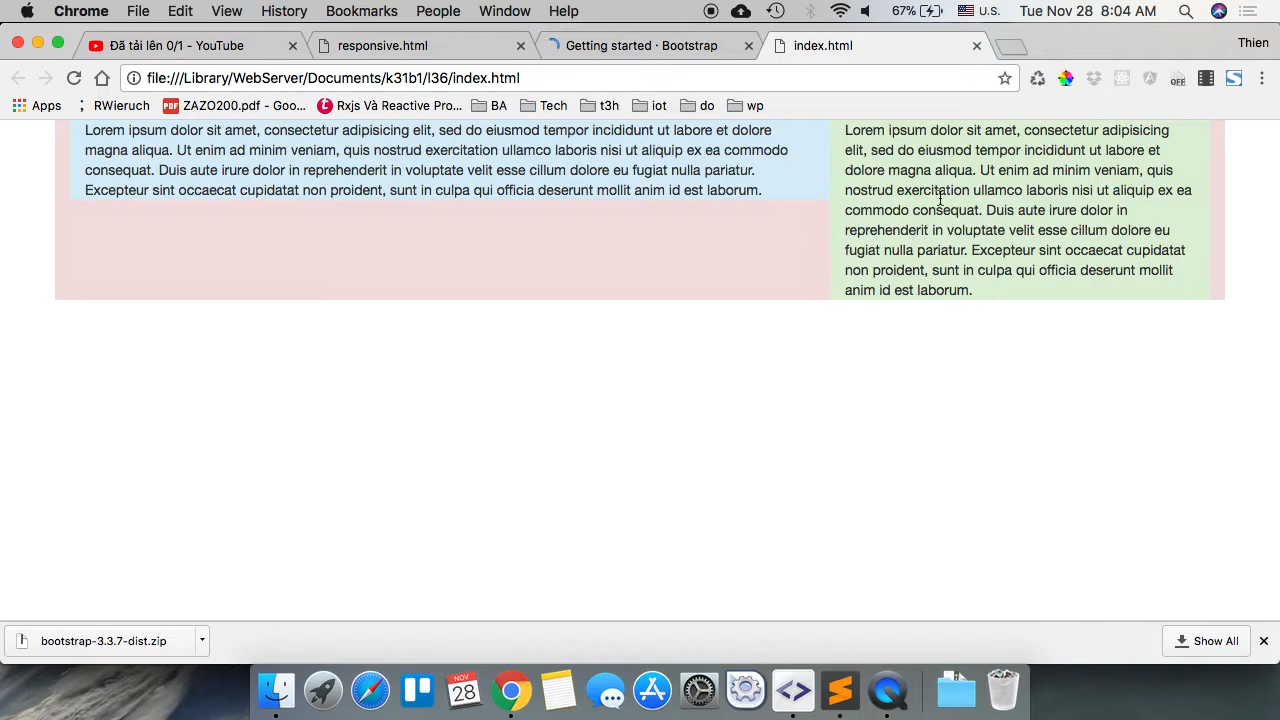 Chrome File Edit View History Bookmarks People Window Help 67% U.S. Tue Nov 28 8:04 AM
Đã tải lên 0/1 - YouTube responsive.html Getting started · Bootstrap index.html Thien
file:///Library/WebServer/Documents/k31b1/l36/index.html OFF
Apps RWieruch PDF ZAZO200.pdf - Goo... Rxjs Và Reactive Pro... BA Tech t3h iot do wp
Lorem ipsum dolor sit amet, consectetur adipisicing elit, sed do eiusmod tempor incididunt ut labore et dolore
magna aliqua. Ut enim ad minim veniam, quis nostrud exercitation ullamco laboris nisi ut aliquip ex ea commodo
consequat. Duis aute irure dolor in reprehenderit in voluptate velit esse cillum dolore eu fugiat nulla pariatur.
Excepteur sint occaecat cupidatat non proident, sunt in culpa qui officia deserunt mollit anim id est laborum.
Lorem ipsum dolor sit amet, consectetur adipisicing
elit, sed do eiusmod tempor incididunt ut labore et
dolore magna aliqua. Ut enim ad minim veniam, quis
nostrud exercitation ullamco laboris nisi ut aliquip ex ea
commodo consequat. Duis aute irure dolor in
reprehenderit in voluptate velit esse cillum dolore eu
fugiat nulla pariatur. Excepteur sint occaecat cupidatat
non proident, sunt in culpa qui officia deserunt mollit
anim id est laborum.
bootstrap-3.3.7-dist.zip Show All
NOV
28